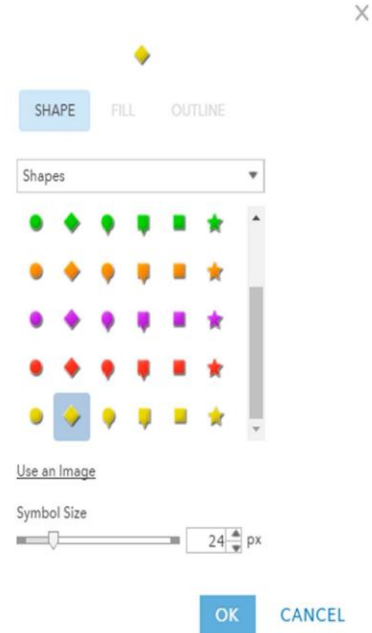 SHAPE FILL OUTLINE
Shapes
Use an Image
Symbol Size
24 px
OK CANCEL